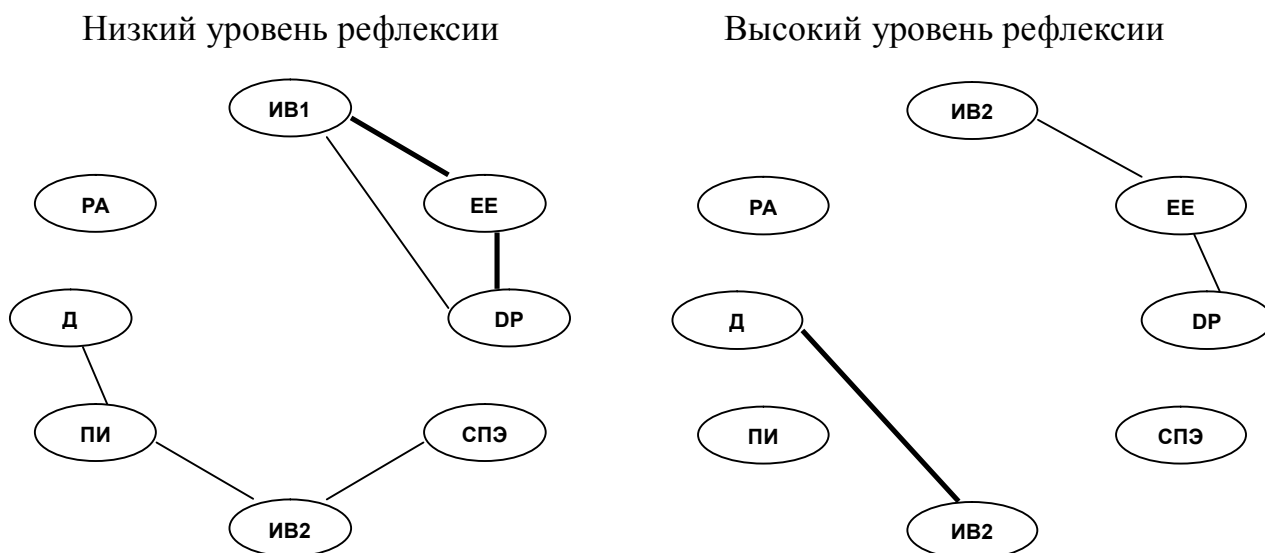 Низкий уровень рефлексии
Высокий уровень рефлексии
ИВ1
ИВ2
РА
ЕЕ
РА
ЕЕ
Д
DP
Д
DP
ПИ
СПЭ
ПИ
СПЭ
ИВ2
ИВ2